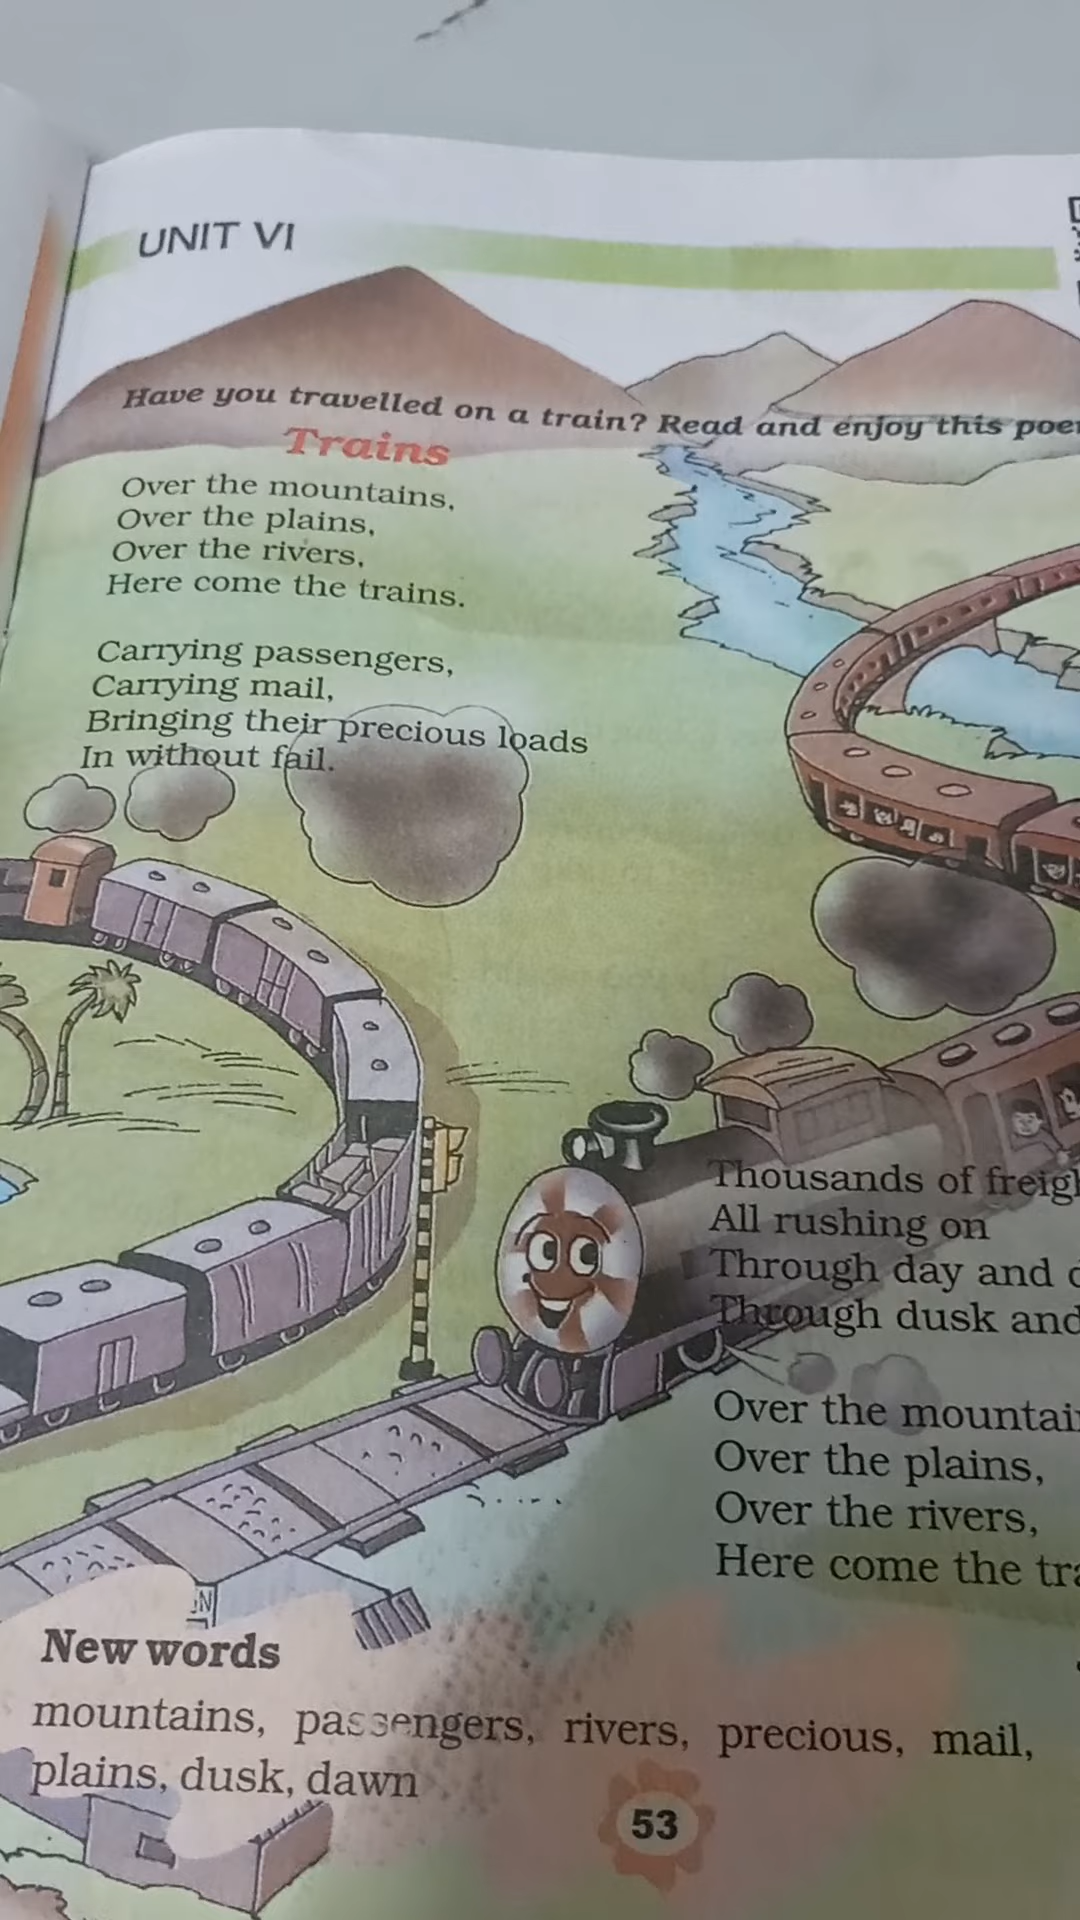 UNIT VI
Have you travelled on a train? Read and enjoy this
Trains
Over the mountains,
Over the plains,
Over the rivers,
Here come the trains.
Carrying passengers,
Carrying mail,
Bringing their precious loads
In without fail.
Thousands of
All rushing on
Through day and
Through dusk and
Over the
Over the plains,
Over the rivers,
Here come the
New words
mountains, passengers, rivers, precious, mail,
plains, dusk, dawn
53